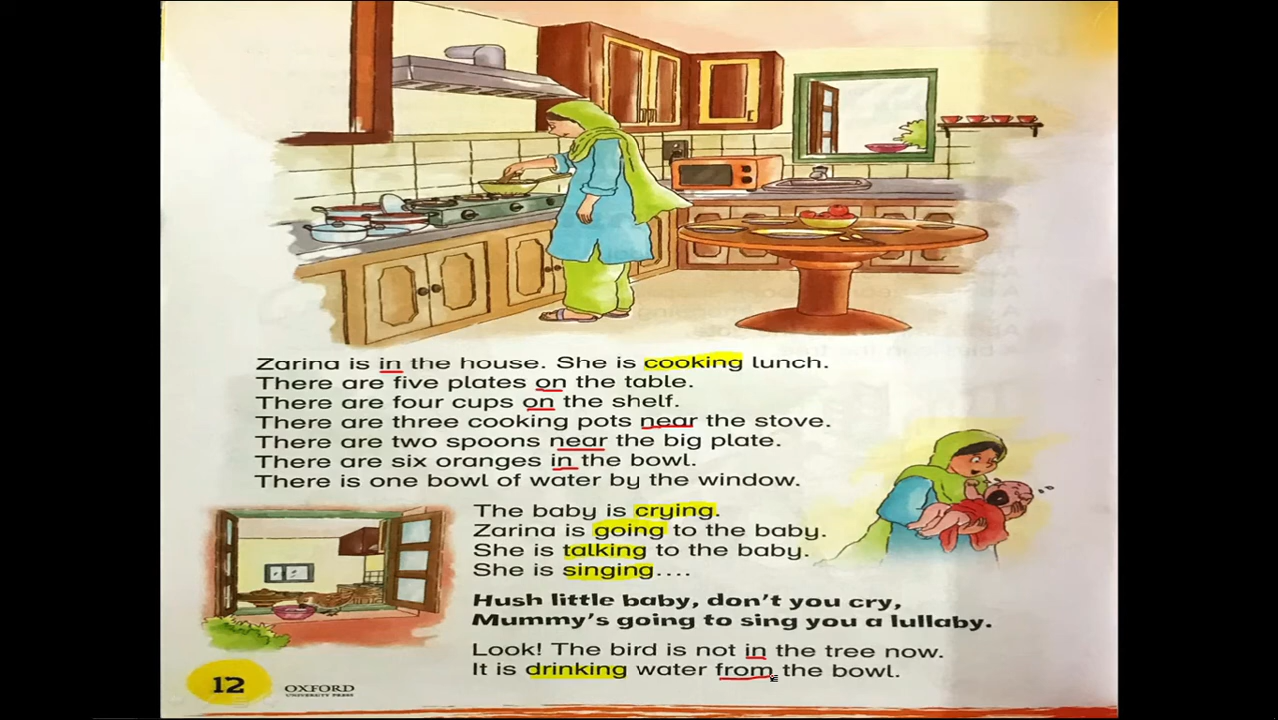 Zarina is in the house. She is cooking lunch.
There are five plates on the table.
There are four cups on the shelf.
There are three cooking pots near the stove.
There are two spoons near the big plate.
There are six oranges in the bowl.
There is one bowl of water by the window.
The baby is crying.
Zarina is going to the baby.
She is talking to the baby.
She is singing....
Hush little baby, don't you cry,
Mummy's going to sing you a lullaby.
Look! The bird is not in the tree now.
It is drinking water from the bowl.
12
OXFORD
UNIVERSITY PRESS